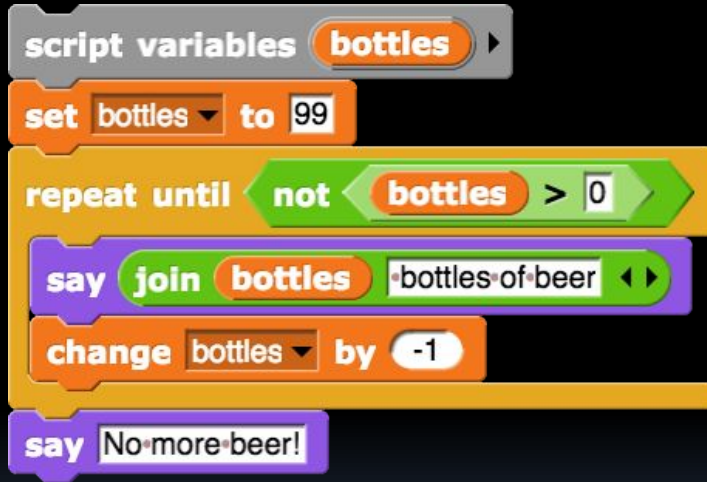 script variables bottles
set bottles to 99
repeat until not bottles > 0
say join bottles ·bottles·of·beer
change bottles by -1
say No·more·beer!